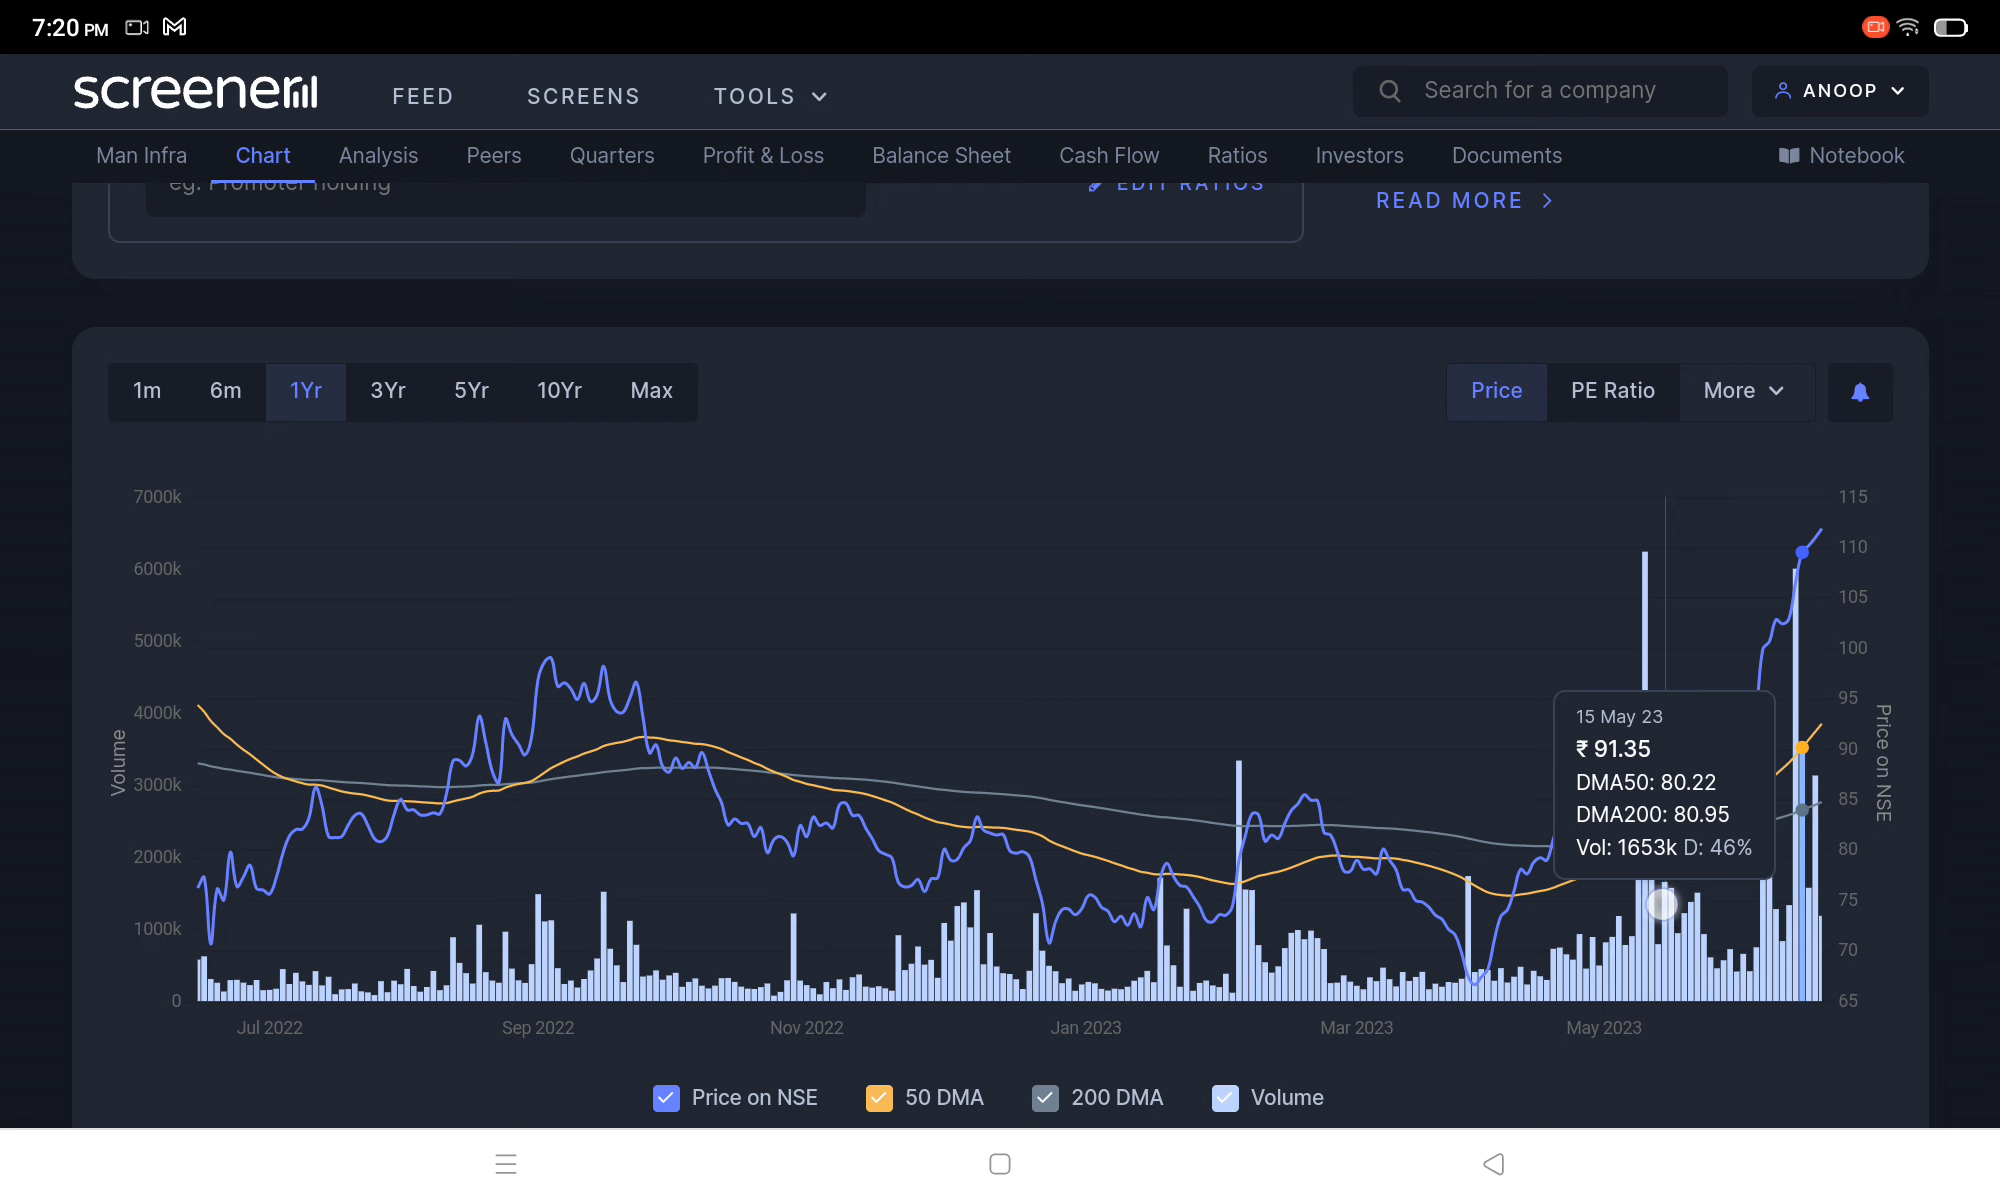 7:20 PM
screener
FEED
SCREENS
TOOLS
Search for a company
ANOOP
Man Infra
Chart
Analysis
Peers
Quarters
Profit & Loss
Balance Sheet
Cash Flow
Ratios
Investors
Documents
Notebook
eg. Promoter holding
EDIT RATIOS
READ MORE
1m
6m
1Yr
3Yr
5Yr
10Yr
Max
Price
PE Ratio
More
7000k
6000k
5000k
4000k
3000k
2000k
1000k
0
Volume
115
110
105
100
95
90
85
80
75
70
65
Price on NSE
15 May 23
₹ 91.35
DMA50: 80.22
DMA200: 80.95
Vol: 1653k D: 46%
Jul 2022
Sep 2022
Nov 2022
Jan 2023
Mar 2023
May 2023
Price on NSE
50 DMA
200 DMA
Volume